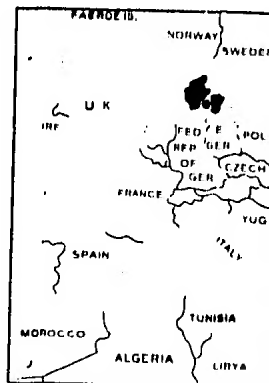 FAEROE IS.
NORWAY
SWEDEN
U K
IRE
FED
REP
OF
GER
E
GER
POL
CZECH
FRANCE
YUG
ITALY
SPAIN
TUNISIA
MOROCCO
ALGERIA
LIBYA